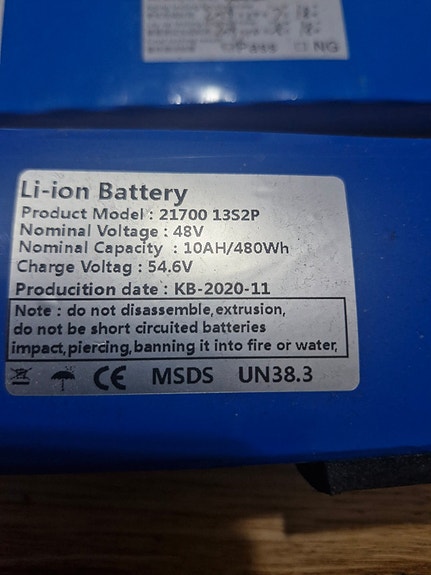 Pass □ NG
Li-ion Battery
Product Model : 21700 13S2P
Nominal Voltage : 48V
Nominal Capacity : 10AH/480Wh
Charge Voltag : 54.6V
Producition date : KB-2020-11
Note : do not disassemble,extrusion,
do not be short circuited batteries
impact,piercing,banning it into fire or water,
CE MSDS UN38.3